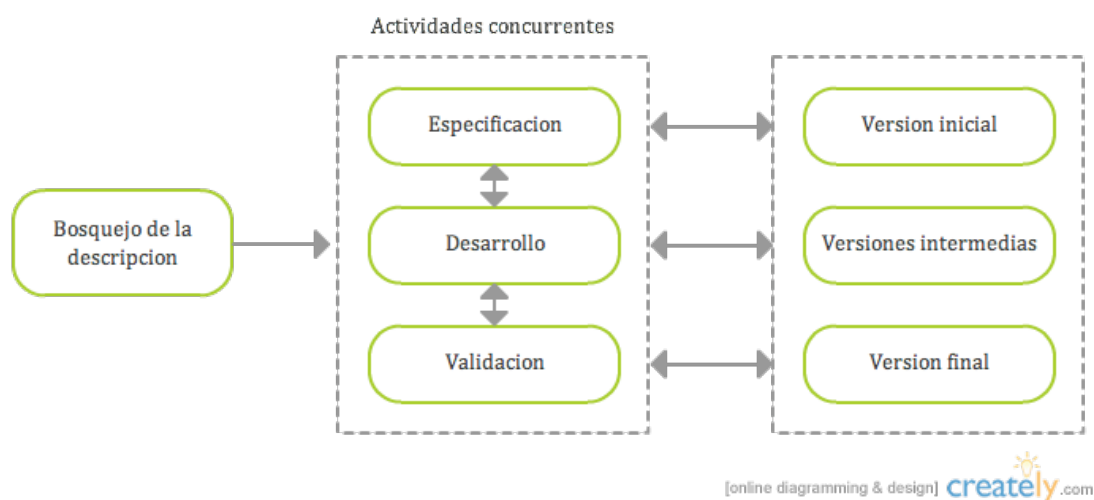 Actividades concurrentes
Bosquejo de la
descripcion
Especificacion
Desarrollo
Validacion
Version inicial
Versiones intermedias
Version final
[online diagramming & design] creately.com